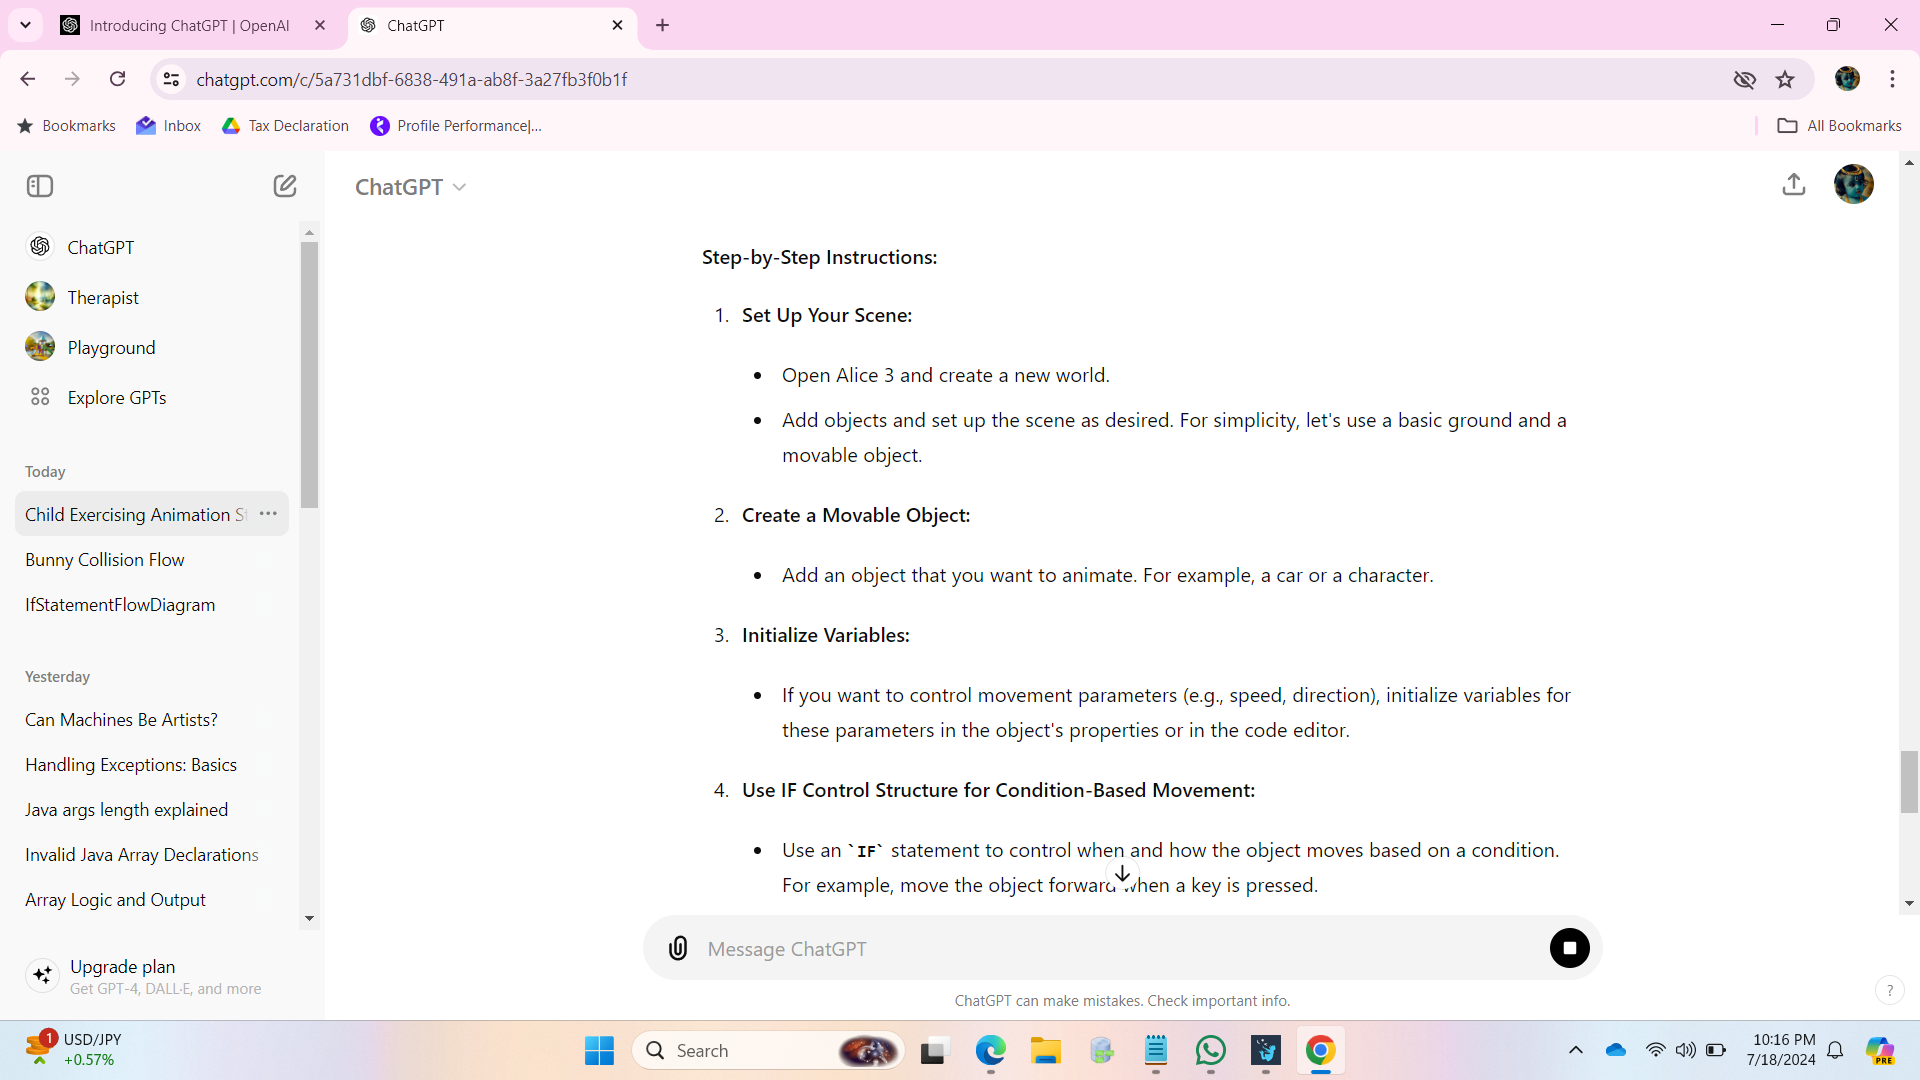 Introducing ChatGPT | OpenAI
ChatGPT
chatgpt.com/c/5a731dbf-6838-491a-ab8f-3a27fb3f0b1f
Bookmarks
Inbox
Tax Declaration
Profile Performance|...
All Bookmarks
ChatGPT
ChatGPT
Therapist
Playground
Explore GPTs
Today
Child Exercising Animation St
Bunny Collision Flow
IfStatementFlowDiagram
Yesterday
Can Machines Be Artists?
Handling Exceptions: Basics
Java args length explained
Invalid Java Array Declarations
Array Logic and Output
Upgrade plan
Get GPT-4, DALL·E, and more
Step-by-Step Instructions:
1. Set Up Your Scene:
• Open Alice 3 and create a new world.
• Add objects and set up the scene as desired. For simplicity, let's use a basic ground and a
movable object.
2. Create a Movable Object:
• Add an object that you want to animate. For example, a car or a character.
3. Initialize Variables:
• If you want to control movement parameters (e.g., speed, direction), initialize variables for
these parameters in the object's properties or in the code editor.
4. Use IF Control Structure for Condition-Based Movement:
• Use an `IF` statement to control when and how the object moves based on a condition.
For example, move the object forward when a key is pressed.
Message ChatGPT
ChatGPT can make mistakes. Check important info.
?
1
USD/JPY
+0.57%
Search
10:16 PM
7/18/2024
PRE